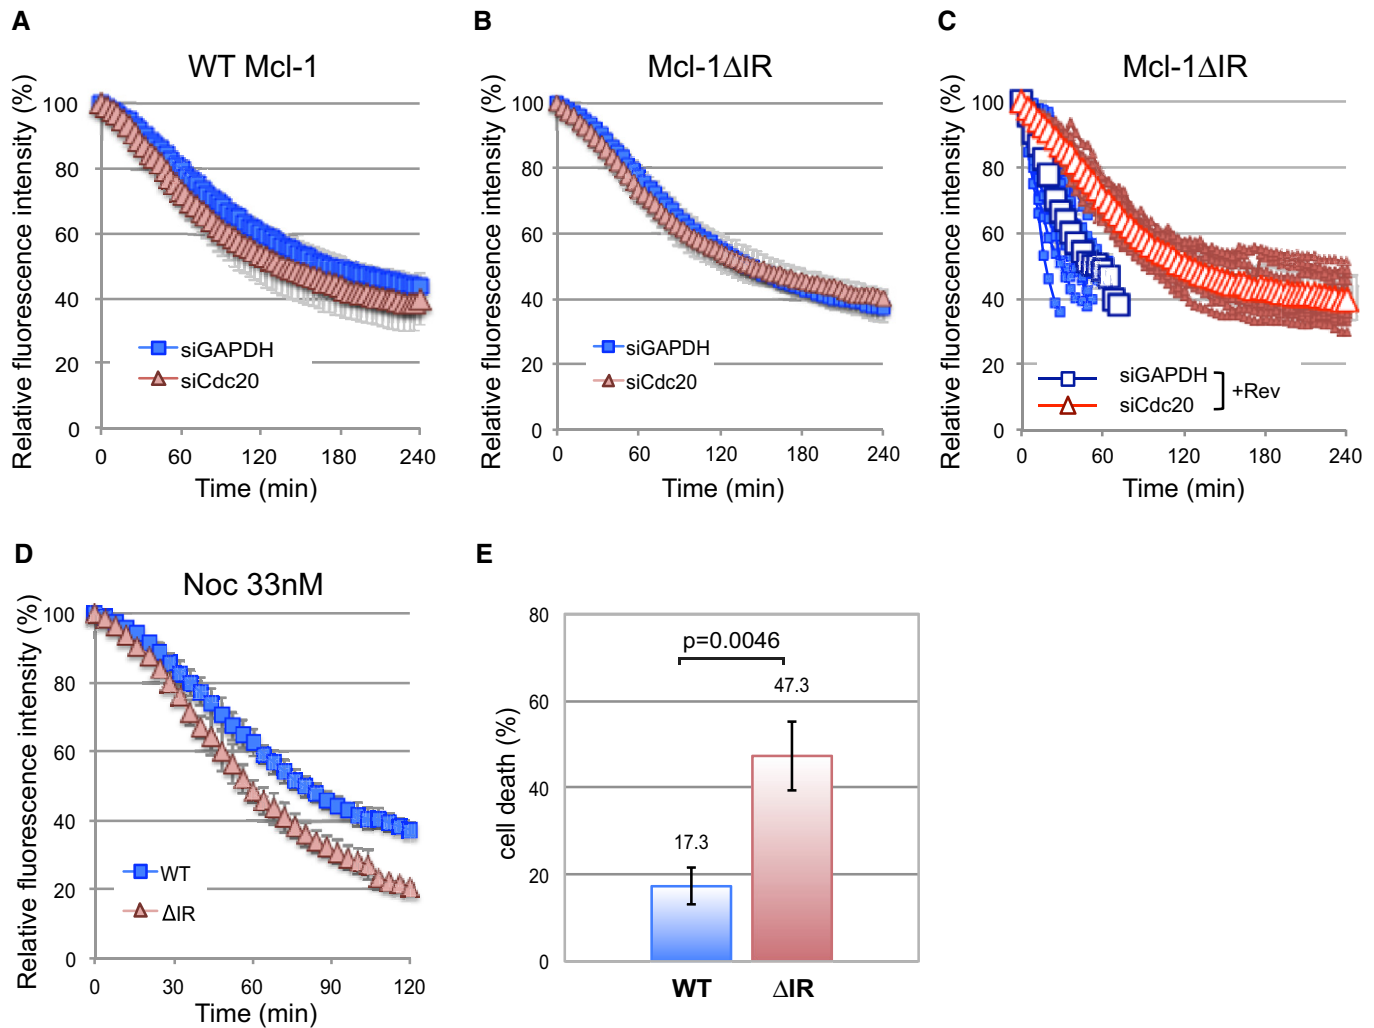 A
WT Mcl-1
Relative fluorescence intensity (%)
100
80
60
40
20
0
siGAPDH
siCdc20
0 60 120 180 240
Time (min)
B
Mcl-1ΔIR
Relative fluorescence intensity (%)
100
80
60
40
20
0
siGAPDH
siCdc20
0 60 120 180 240
Time (min)
C
Mcl-1ΔIR
Relative fluorescence intensity (%)
100
80
60
40
20
0
siGAPDH
siCdc20
+Rev
0 60 120 180 240
Time (min)
D
Noc 33nM
Relative fluorescence intensity (%)
100
80
60
40
20
0
WT
ΔIR
0 30 60 90 120
Time (min)
E
cell death (%)
80
60
40
20
0
p=0.0046
47.3
17.3
WT ΔIR